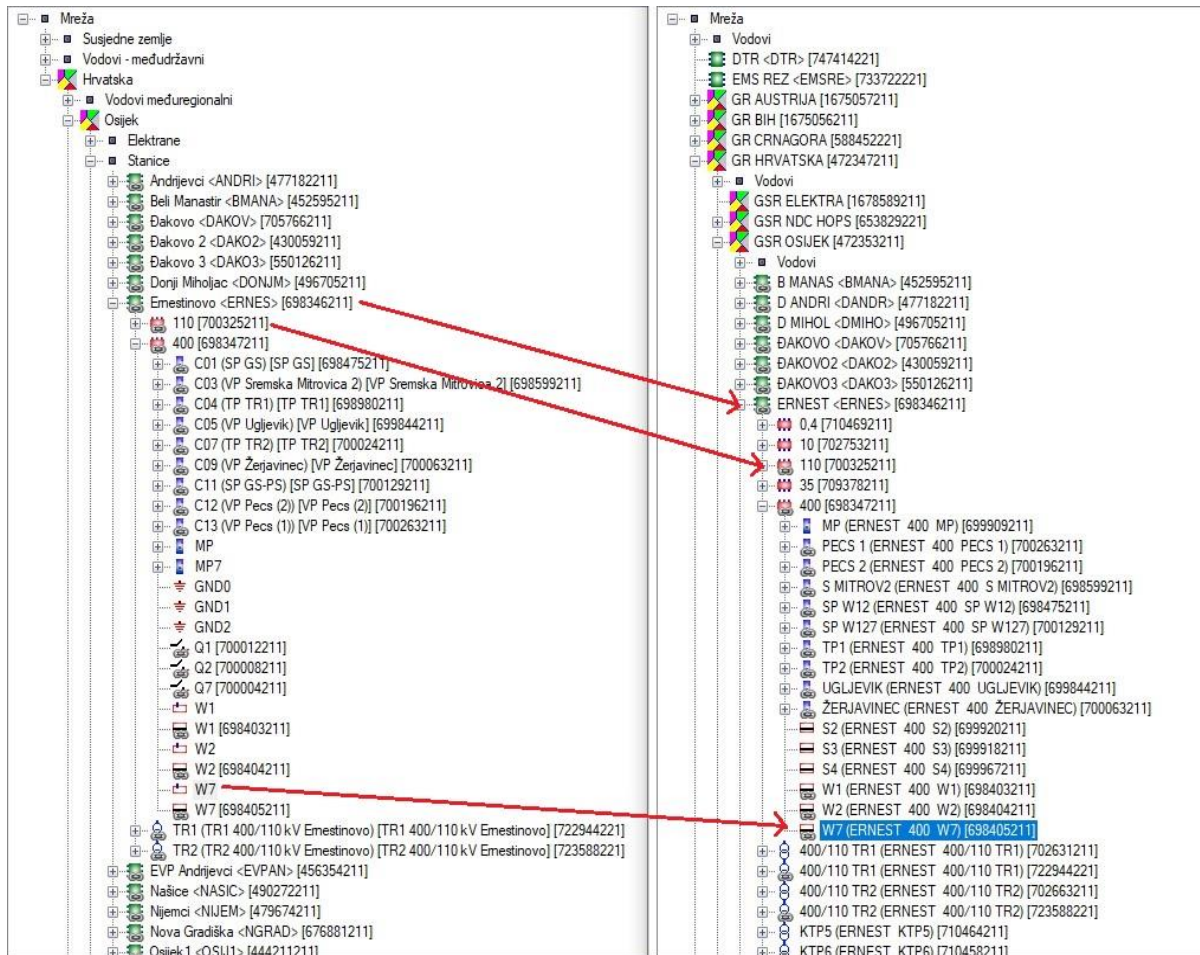 Mreža
Susjedne zemlje
Vodovi - međudržavni
Hrvatska
Vodovi međuregionalni
Osijek
Elektrane
Stanice
Andrijevci <ANDRI> [477182211]
Beli Manastir <BMANA> [452595211]
Đakovo <DAKOV> [705766211]
Đakovo 2 <DAKO2> [430059211]
Đakovo 3 <DAKO3> [550126211]
Donji Miholjac <DONJM> [496705211]
Ernestinovo <ERNES> [698346211]
110 [700325211]
400 [698347211]
C01 (SP GS) [SP GS] [698475211]
C03 (VP Sremska Mitrovica 2) [VP Sremska Mitrovica 2] [698599211]
C04 (TP TR1) [TP TR1] [698980211]
C05 (VP Ugljevik) [VP Ugljevik] [699844211]
C07 (TP TR2) [TP TR2] [700024211]
C09 (VP Žerjavinec) [VP Žerjavinec] [700063211]
C11 (SP GS-PS) [SP GS-PS] [700129211]
C12 (VP Pecs (2)) [VP Pecs (2)] [700196211]
C13 (VP Pecs (1)) [VP Pecs (1)] [700263211]
MP
MP7
GND0
GND1
GND2
Q1 [700012211]
Q2 [700008211]
Q7 [700004211]
W1
W1 [698403211]
W2
W2 [698404211]
W7
W7 [698405211]
TR1 (TR1 400/110 kV Ernestinovo) [TR1 400/110 kV Ernestinovo] [722944221]
TR2 (TR2 400/110 kV Ernestinovo) [TR2 400/110 kV Ernestinovo] [723588221]
EVP Andrijevci <EVPAN> [456354211]
Našice <NASIC> [490272211]
Nijemci <NIJEM> [479674211]
Nova Gradiška <NGRAD> [676881211]
Osijek1 <OSIJ1> [444211211]
Mreža
Vodovi
DTR <DTR> [747414221]
EMS REZ <EMSRE> [733722221]
GR AUSTRIJA [1675057211]
GR BIH [1675056211]
GR CRNAGORA [588452221]
GR HRVATSKA [472347211]
Vodovi
GSR ELEKTRA [1678589211]
GSR NDC HOPS [653829221]
GSR OSIJEK [472353211]
Vodovi
B MANAS <BMANA> [452595211]
D ANDRI <DANDR> [477182211]
D MIHOL <DMIHO> [496705211]
ĐAKOVO <DAKOV> [705766211]
ĐAKOVO2 <DAKO2> [430059211]
ĐAKOVO3 <DAKO3> [550126211]
ERNEST <ERNES> [698346211]
0,4 [710469211]
10 [702753211]
110 [700325211]
35 [709378211]
400 [698347211]
MP (ERNEST 400 MP) [699909211]
PECS 1 (ERNEST 400 PECS 1) [700263211]
PECS 2 (ERNEST 400 PECS 2) [700196211]
S MITROV2 (ERNEST 400 S MITROV2) [698599211]
SP W12 (ERNEST 400 SP W12) [698475211]
SP W127 (ERNEST 400 SP W127) [700129211]
TP1 (ERNEST 400 TP1) [698980211]
TP2 (ERNEST 400 TP2) [700024211]
UGLJEVIK (ERNEST 400 UGLJEVIK) [699844211]
ŽERJAVINEC (ERNEST 400 ŽERJAVINEC) [700063211]
S2 (ERNEST 400 S2) [699920211]
S3 (ERNEST 400 S3) [699918211]
S4 (ERNEST 400 S4) [699967211]
W1 (ERNEST 400 W1) [698403211]
W2 (ERNEST 400 W2) [698404211]
W7 (ERNEST 400 W7) [698405211]
400/110 TR1 (ERNEST 400/110 TR1) [702631211]
400/110 TR1 (ERNEST 400/110 TR1) [722944221]
400/110 TR2 (ERNEST 400/110 TR2) [702663211]
400/110 TR2 (ERNEST 400/110 TR2) [723588221]
KTP5 (ERNEST KTP5) [710464211]
KTP6 (ERNEST KTP6) [710458211]